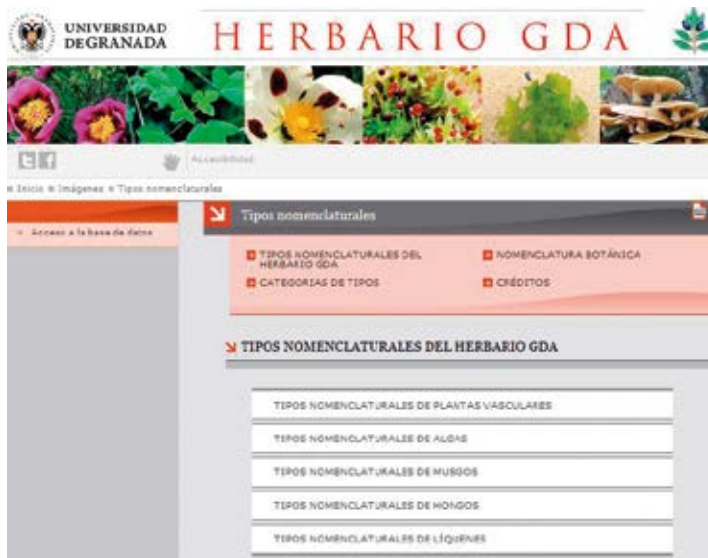 UNIVERSIDAD
DE GRANADA
HERBARIO GDA
Accesibilidad
Inicio Imágenes Tipos nomenclaturales
Acceso a la base de datos
Tipos nomenclaturales
TIPOS NOMENCLATURALES DEL
HERBARIO GDA
NOMENCLATURA BOTÁNICA
CATEGORIAS DE TIPOS
CRÉDITOS
TIPOS NOMENCLATURALES DEL HERBARIO GDA
TIPOS NOMENCLATURALES DE PLANTAS VASCULARES
TIPOS NOMENCLATURALES DE ALGAS
TIPOS NOMENCLATURALES DE MUSGOS
TIPOS NOMENCLATURALES DE HONGOS
TIPOS NOMENCLATURALES DE LÍQUENES